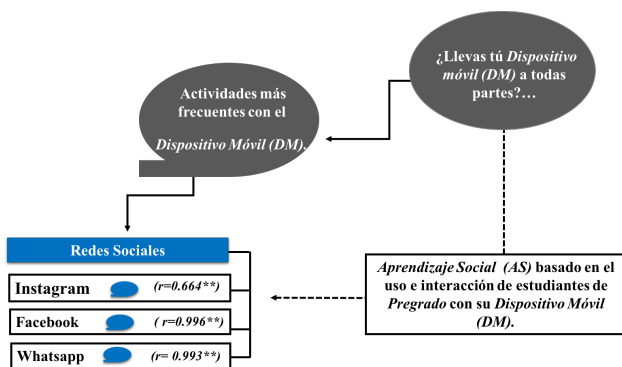 ¿Llevas tú Dispositivo
móvil (DM) a todas
partes?…
Actividades más
frecuentes con el
Dispositivo Móvil (DM).
Redes Sociales
Instagram (r=0.664**)
Facebook ( r=0.996**)
Whatsapp (r= 0.993**)
Aprendizaje Social (AS) basado en el
uso e interacción de estudiantes de
Pregrado con su Dispositivo Móvil
(DM).